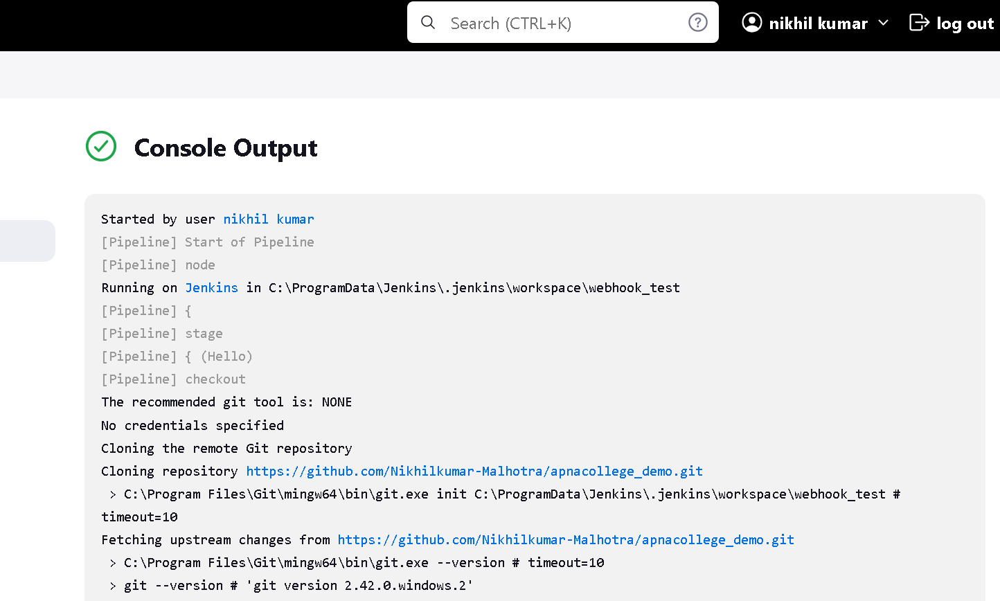 Search (CTRL+K)
?
nikhil kumar
log out
Console Output
Started by user nikhil kumar
[Pipeline] Start of Pipeline
[Pipeline] node
Running on Jenkins in C:\ProgramData\Jenkins\.jenkins\workspace\webhook_test
[Pipeline] {
[Pipeline] stage
[Pipeline] { (Hello)
[Pipeline] checkout
The recommended git tool is: NONE
No credentials specified
Cloning the remote Git repository
Cloning repository https://github.com/Nikhilkumar-Malhotra/apnacollege_demo.git
 > C:\Program Files\Git\mingw64\bin\git.exe init C:\ProgramData\Jenkins\.jenkins\workspace\webhook_test #
timeout=10
Fetching upstream changes from https://github.com/Nikhilkumar-Malhotra/apnacollege_demo.git
 > C:\Program Files\Git\mingw64\bin\git.exe --version # timeout=10
 > git --version # 'git version 2.42.0.windows.2'